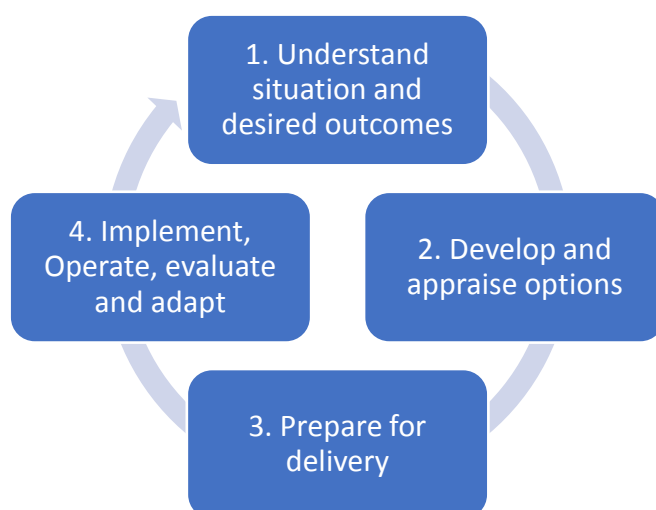 1. Understand
situation and
desired outcomes
2. Develop and
appraise options
3. Prepare for
delivery
4. Implement,
Operate, evaluate
and adapt